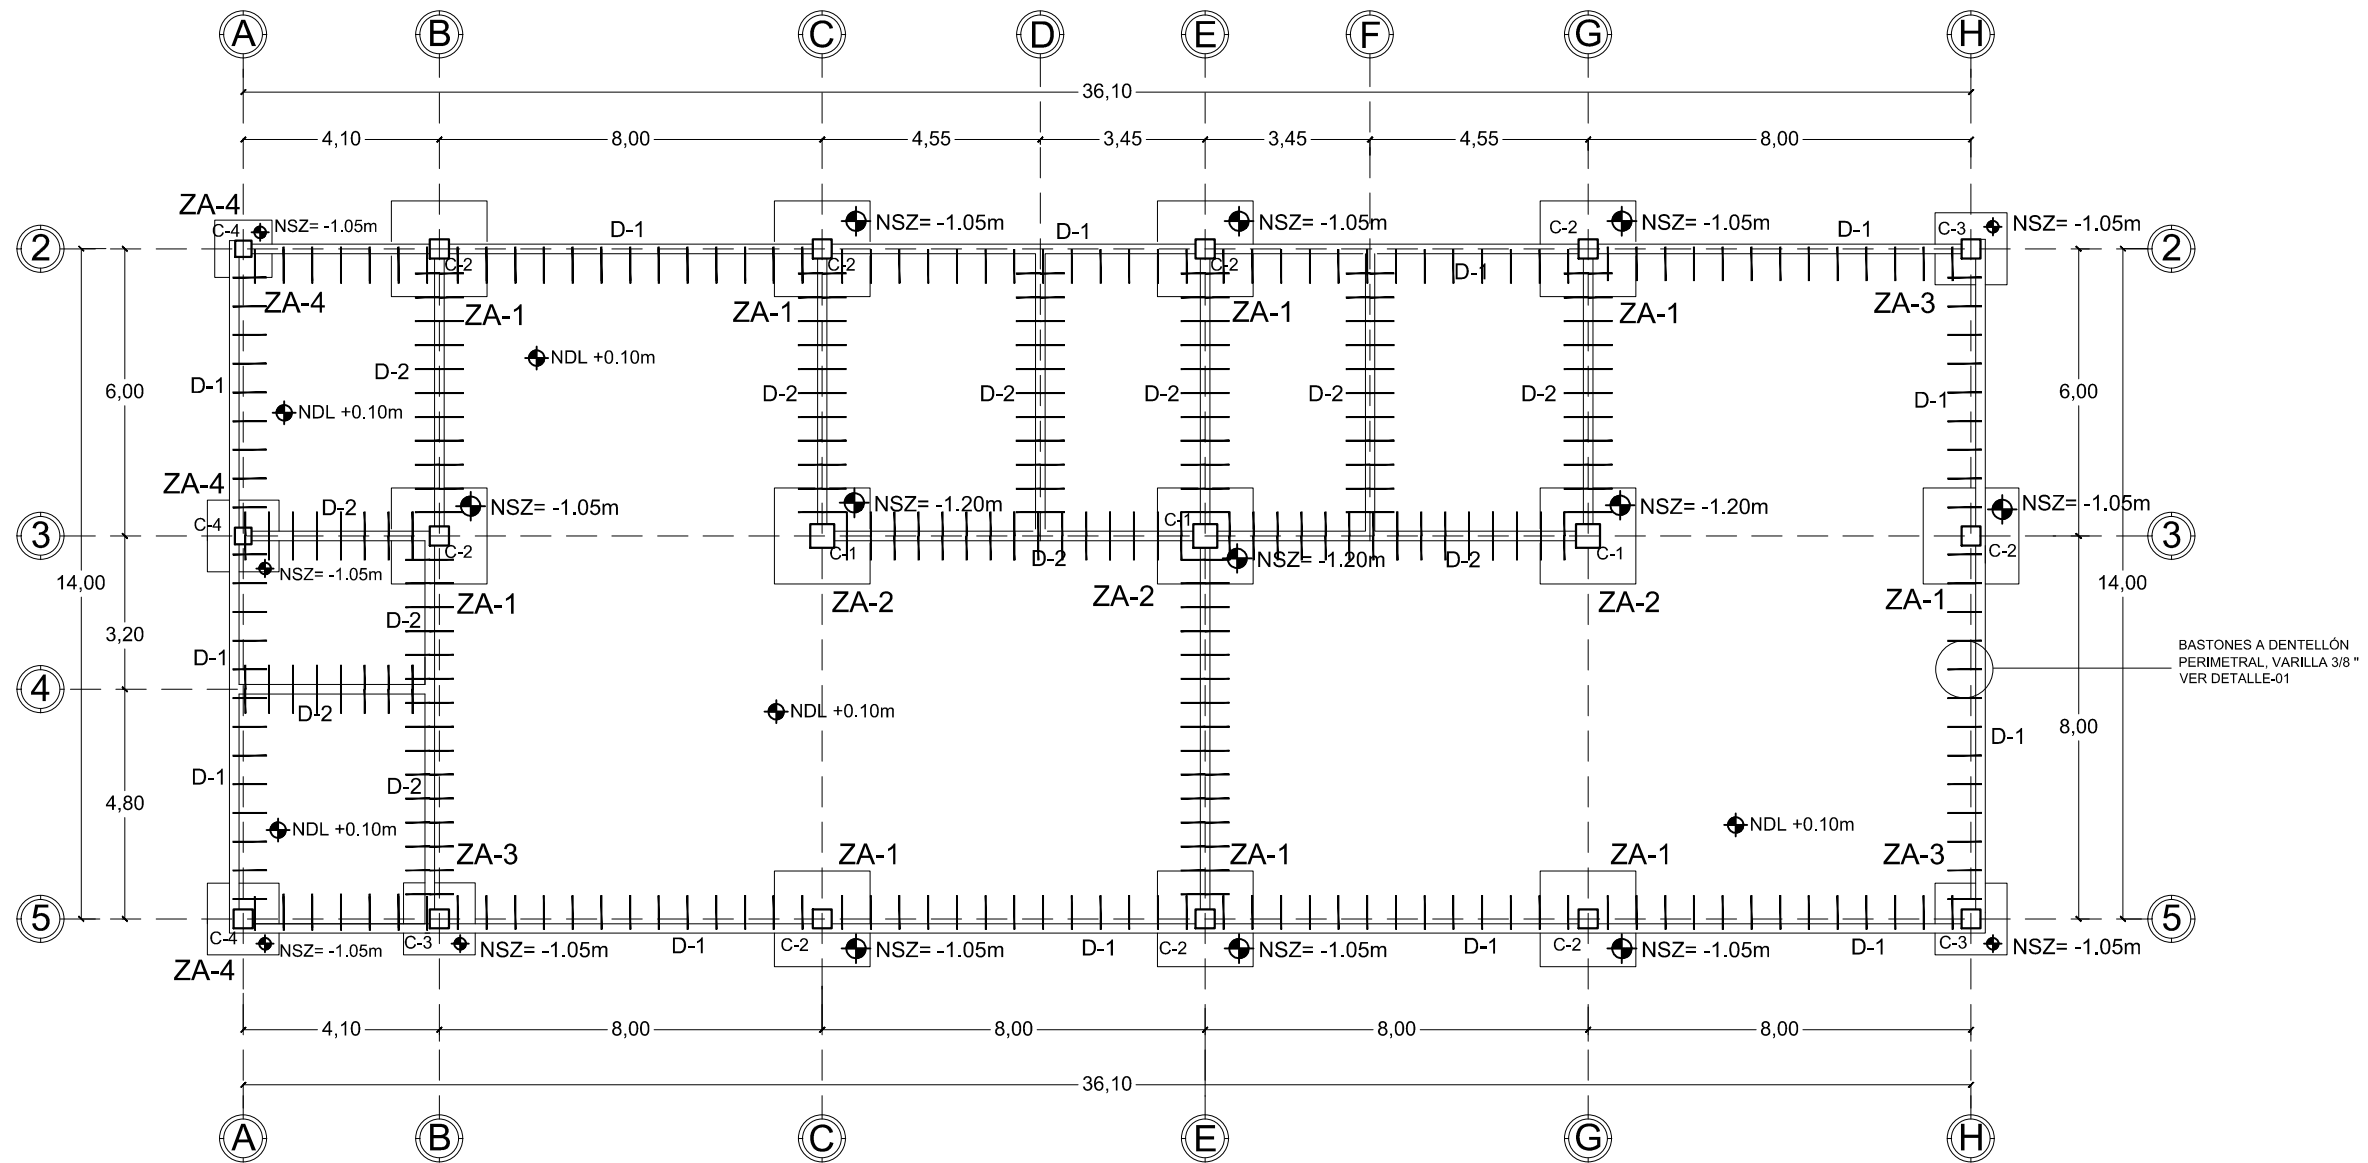 A B C D E F G H
36,10
4,10 8,00 4,55 3,45 3,45 4,55 8,00
ZA-4
C-4 NSZ= -1.05m NSZ= -1.05m NSZ= -1.05m C-2 NSZ= -1.05m C-3 NSZ= -1.05m
D-1 D-1 D-1
2 2
C-2 C-2 C-2 D-1
ZA-4 ZA-1 ZA-1 ZA-1 ZA-1 ZA-3
NDL +0.10m
D-2
D-1 6,00 D-2 D-2 D-2 D-2 D-2 D-1 6,00
NDL +0.10m
ZA-4
NSZ= -1.05m NSZ= -1.20m NSZ= -1.20m NSZ= -1.05m
D-2
C-4 C-1
3 3
C-2 C-1 D-2 NSZ= -1.20m D-2 C-1 C-2
NSZ= -1.05m
14,00 14,00
ZA-1 ZA-2 ZA-2 ZA-2 ZA-1
D-2
3,20
D-1
BASTONES A DENTELLÓN
PERIMETRAL, VARILLA 3/8 "
VER DETALLE-01
4
D-2 NDL +0.10m
8,00
D-1
D-1 D-2
4,80
NDL +0.10m NDL +0.10m
ZA-3 ZA-1 ZA-1 ZA-1 ZA-3
5 5
C-4 NSZ= -1.05m C-3 NSZ= -1.05m D-1 C-2 NSZ= -1.05m D-1 C-2 NSZ= -1.05m D-1 C-2 NSZ= -1.05m D-1 C-3 NSZ= -1.05m
ZA-4
4,10 8,00 8,00 8,00 8,00
36,10
A B C E G H